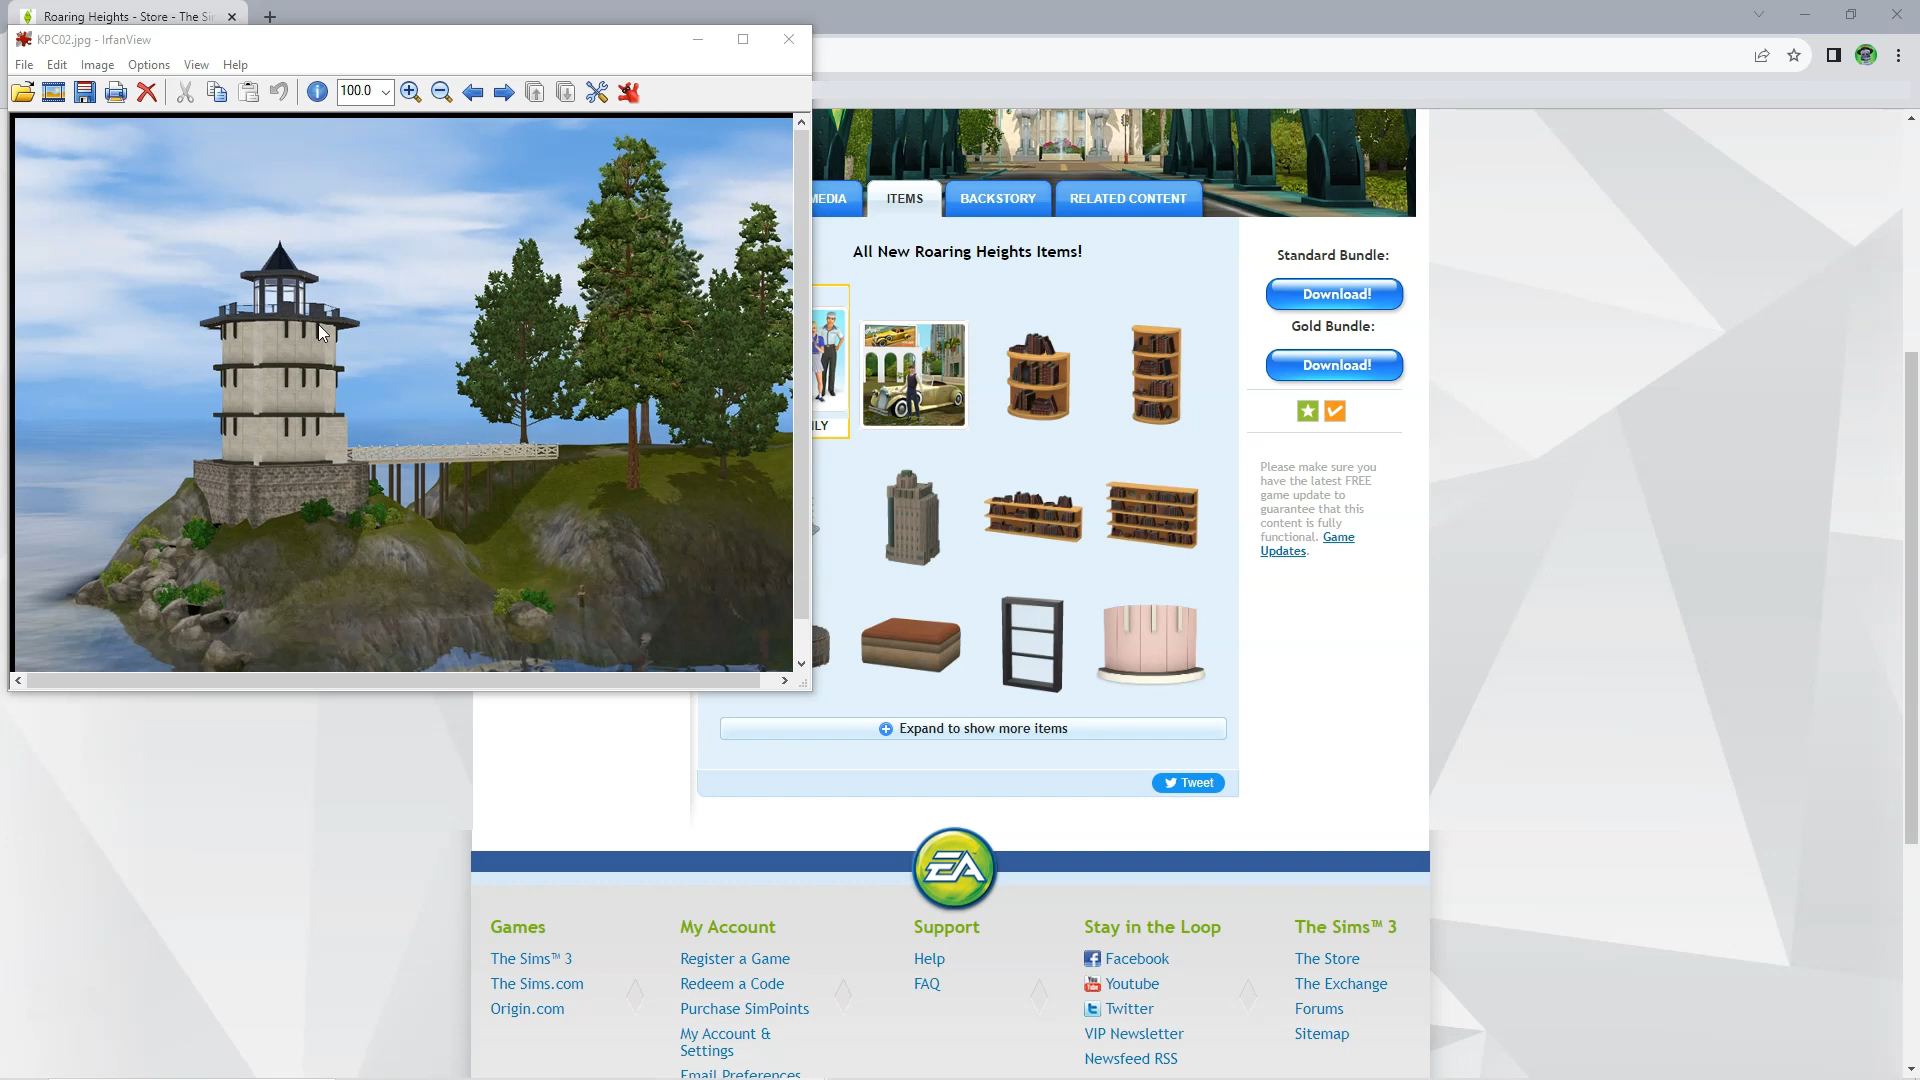 Roaring Heights - Store - The Si
KPC02.jpg - IrfanView
File Edit Image Options View Help
100.0
MEDIA
ITEMS
BACKSTORY
RELATED CONTENT
All New Roaring Heights Items!
Standard Bundle:
Download!
Gold Bundle:
Download!
Please make sure you
have the latest FREE
game update to
guarantee that this
content is fully
functional. Game
Updates.
Expand to show more items
Tweet
EA
Games
The Sims™ 3
The Sims.com
Origin.com
My Account
Register a Game
Redeem a Code
Purchase SimPoints
My Account &
Settings
Email Preferences
Support
Help
FAQ
Stay in the Loop
Facebook
Youtube
Twitter
VIP Newsletter
Newsfeed RSS
The Sims™ 3
The Store
The Exchange
Forums
Sitemap